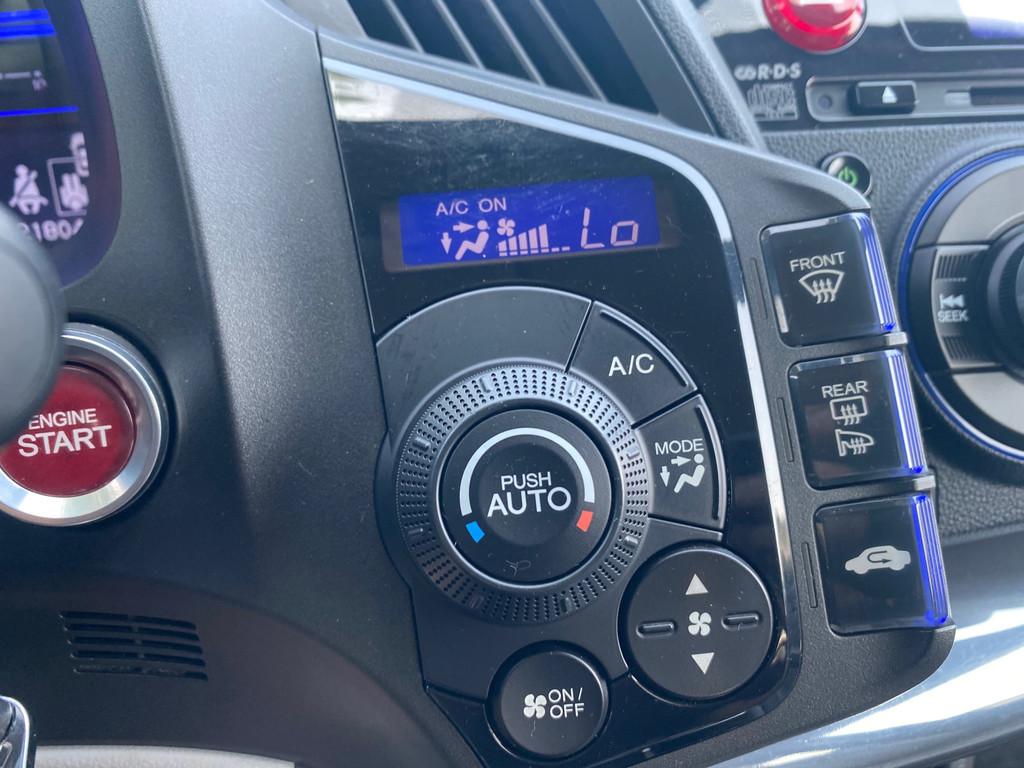 R·D·S
A/C ON
Lo
FRONT
A/C
SEEK
REAR
MODE
ENGINE
START
PUSH
AUTO
ON/
OFF